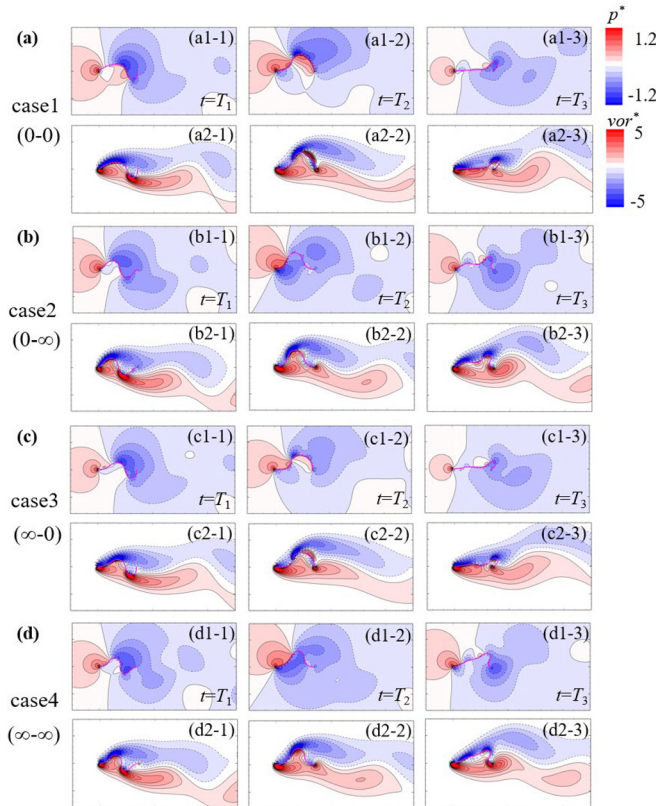 (a) (a1-1) (a1-2) (a1-3) p*
1.2
case1 t=T1 t=T2 t=T3 -1.2
(0-0) (a2-1) (a2-2) (a2-3) vor*
5
-5
(b) (b1-1) (b1-2) (b1-3)
case2 t=T1 t=T2 t=T3
(0-∞) (b2-1) (b2-2) (b2-3)
(c) (c1-1) (c1-2) (c1-3)
case3 t=T1 t=T2 t=T3
(∞-0) (c2-1) (c2-2) (c2-3)
(d) (d1-1) (d1-2) (d1-3)
case4 t=T1 t=T2 t=T3
(∞-∞) (d2-1) (d2-2) (d2-3)